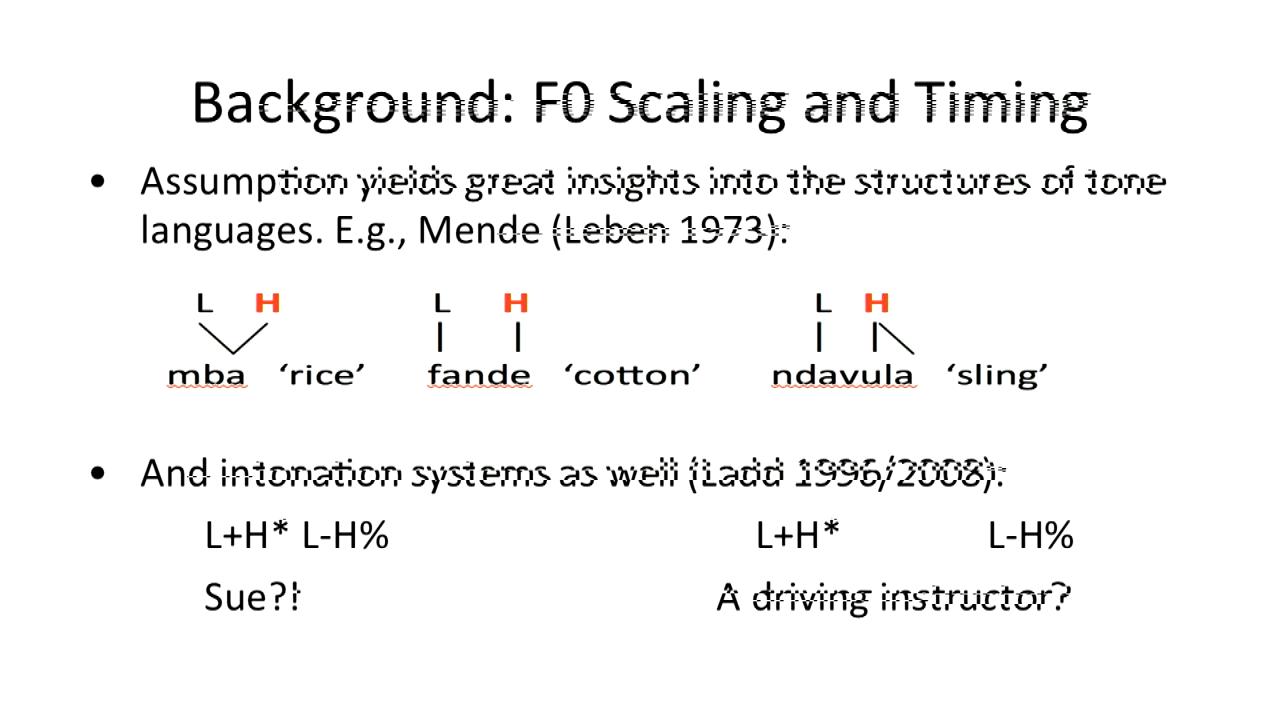 Background: F0 Scaling and Timing
• Assumption yields great insights into the structures of tone
languages. E.g., Mende (Leben 1973):
L H L H L H
mba ‘rice’ fande ‘cotton’ ndavula ‘sling’
• And intonation systems as well (Ladd 1996/2008):
L+H* L-H% L+H* L-H%
Sue?! A driving instructor?